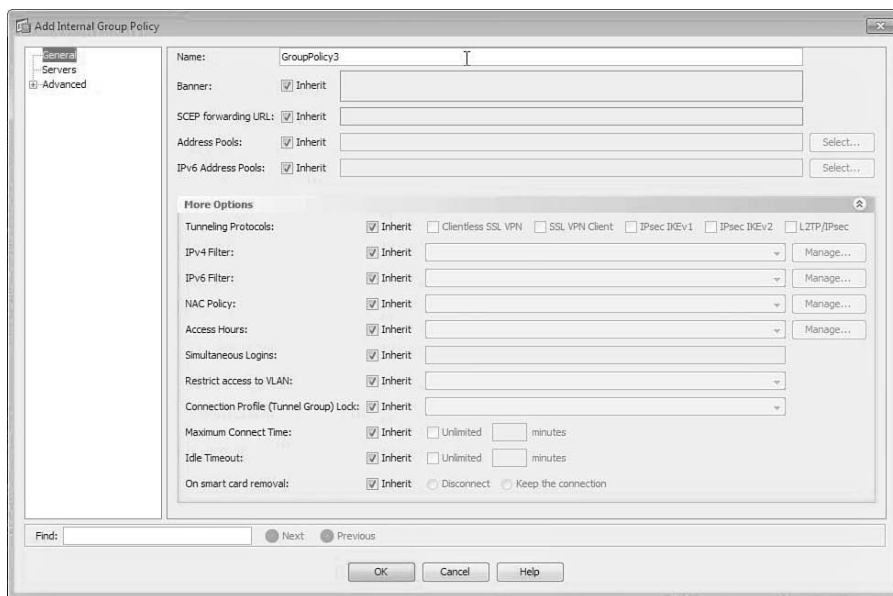 Add Internal Group Policy
General
Servers
Advanced
Name: GroupPolicy3
Banner: Inherit
SCEP forwarding URL: Inherit
Address Pools: Inherit Select...
IPv6 Address Pools: Inherit Select...
More Options
Tunneling Protocols: Inherit Clientless SSL VPN SSL VPN Client IPsec IKEv1 IPsec IKEv2 L2TP/IPsec
IPv4 Filter: Inherit Manage...
IPv6 Filter: Inherit Manage...
NAC Policy: Inherit Manage...
Access Hours: Inherit Manage...
Simultaneous Logins: Inherit
Restrict access to VLAN: Inherit
Connection Profile (Tunnel Group) Lock: Inherit
Maximum Connect Time: Inherit Unlimited minutes
Idle Timeout: Inherit Unlimited minutes
On smart card removal: Inherit Disconnect Keep the connection
Find: Next Previous
OK Cancel Help